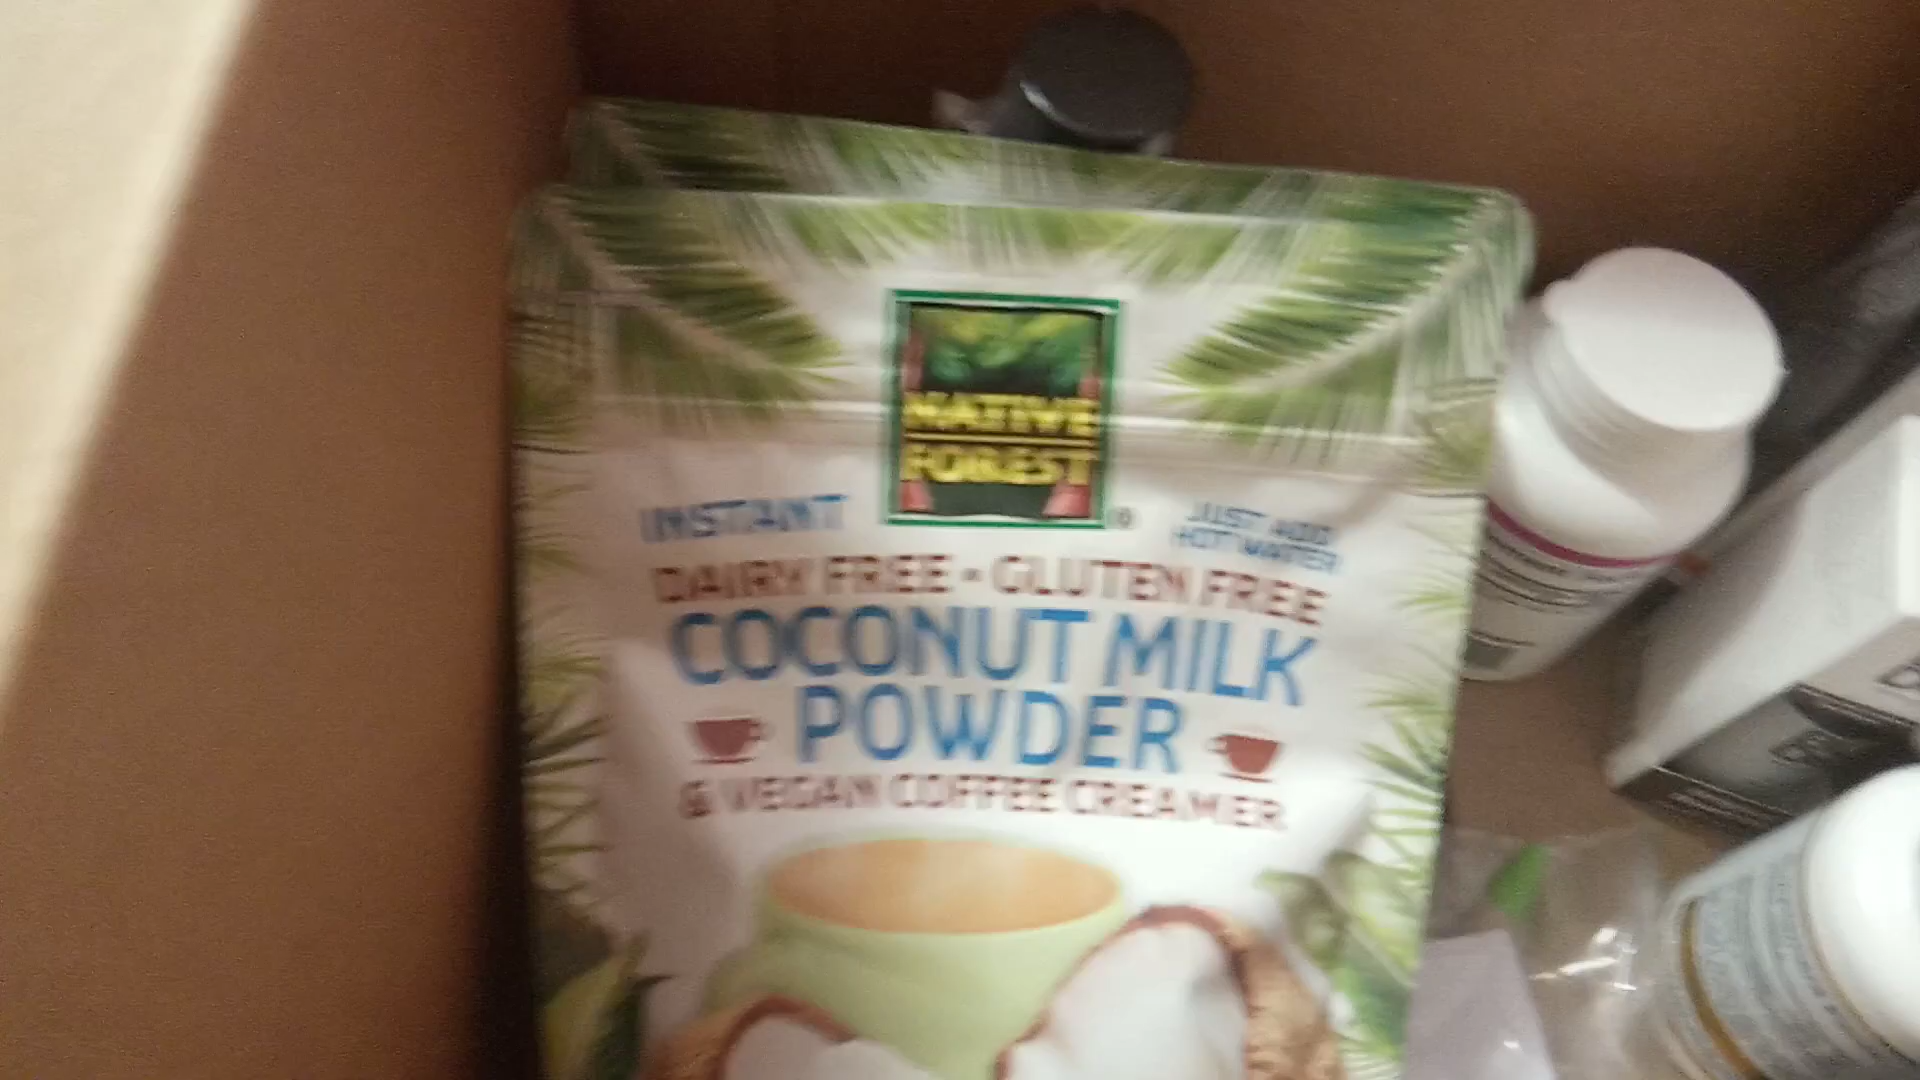 NATIVE
FOREST
INSTANT
JUST ADD
HOT WATER
DAIRY FREE • GLUTEN FREE
COCONUT MILK
POWDER
& VEGAN COFFEE CREAMER